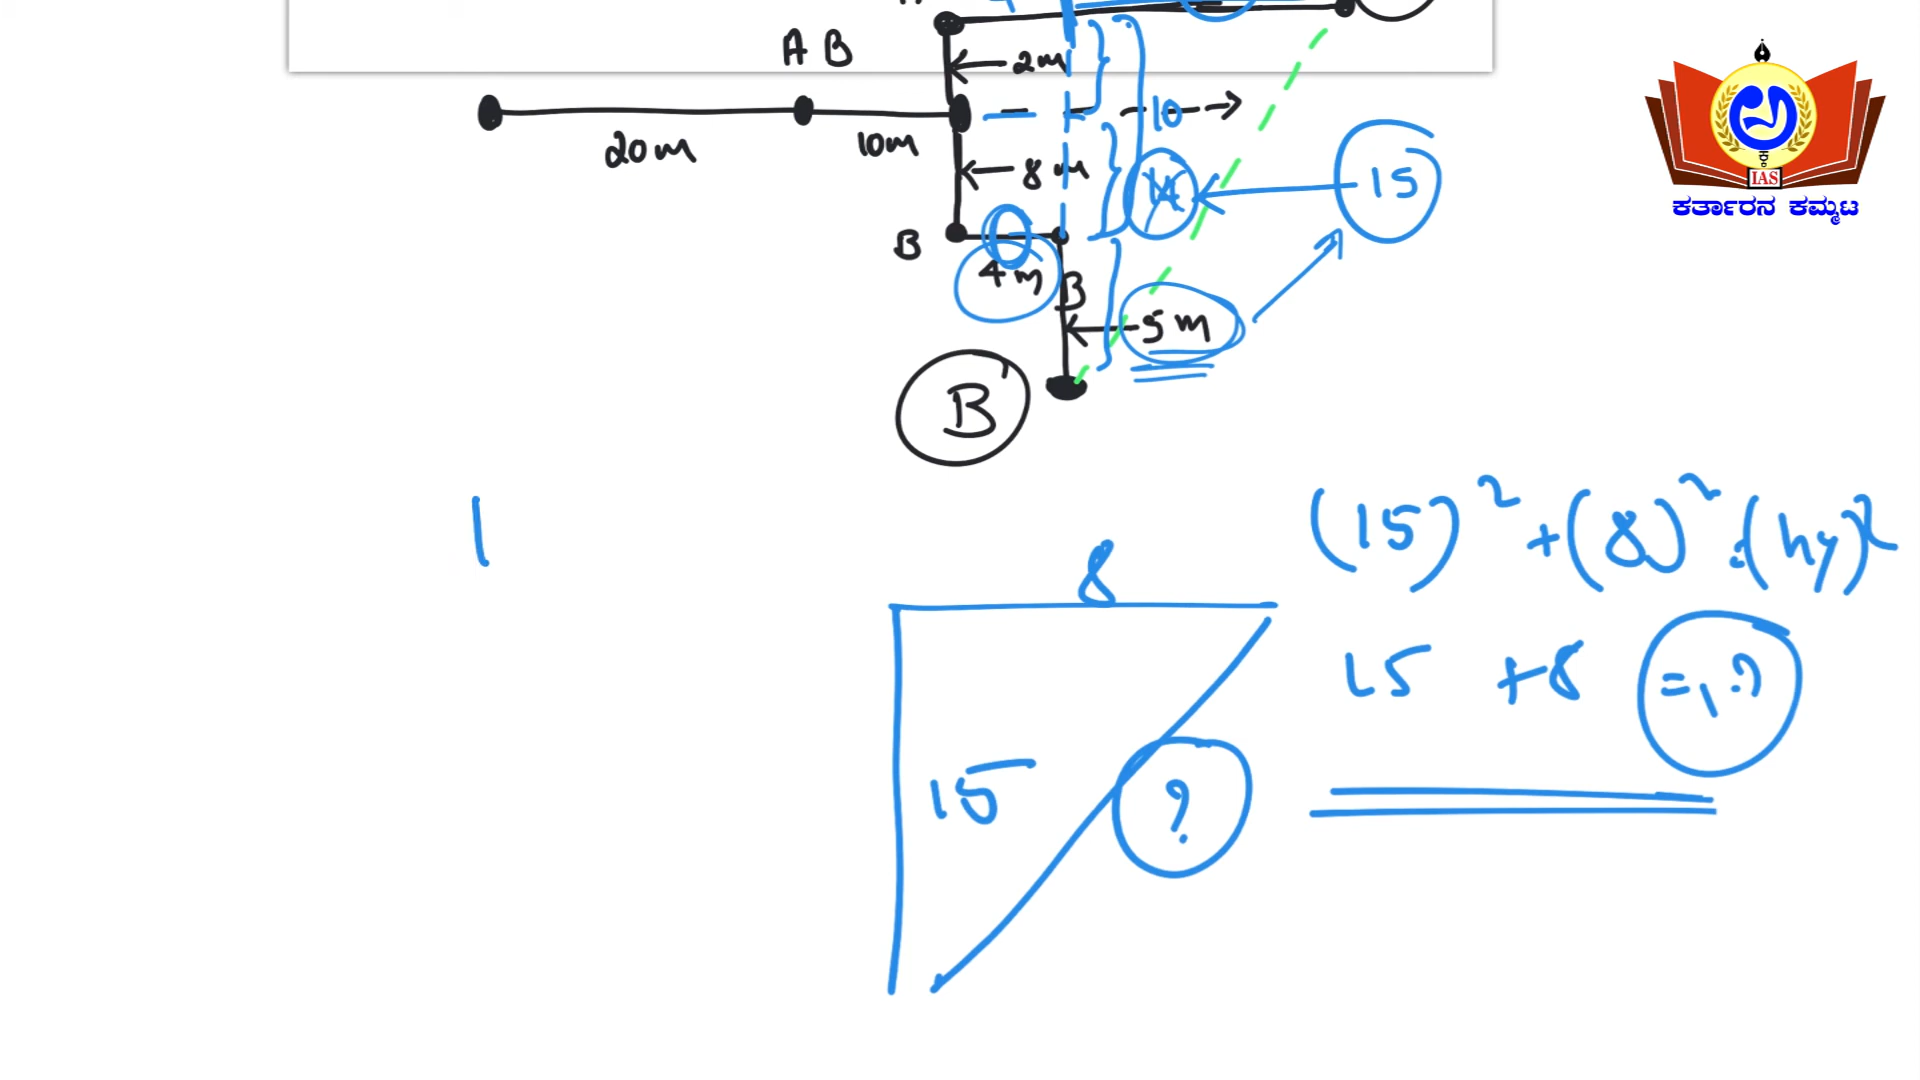 2m
A B
20m
10m
10
8m
15
B
4m
B
5m
B
IAS
ಕರ್ತಾರನ ಕಮ್ಮಟ
(15)² + (8)² = (hy)²
8
15 + 8 = ?
15
?